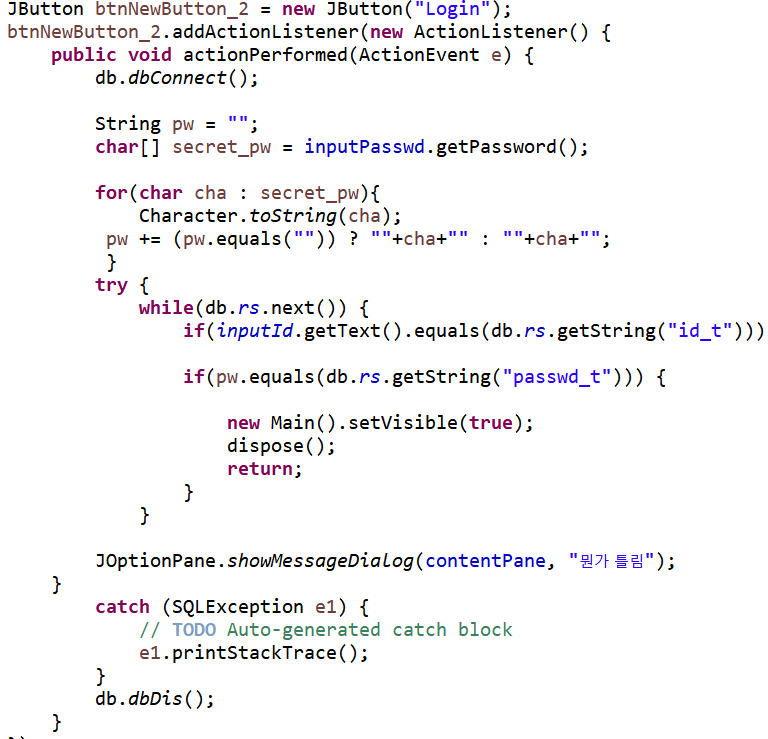 JButton btnNewButton_2 = new JButton("Login");
btnNewButton_2.addActionListener(new ActionListener() {
public void actionPerformed(ActionEvent e) {
db.dbConnect();
String pw = "";
char[] secret_pw = inputPasswd.getPassword();
for(char cha : secret_pw){
Character.toString(cha);
pw += (pw.equals("")) ? ""+cha+"" : ""+cha+"";
}
try {
while(db.rs.next()) {
if(inputId.getText().equals(db.rs.getString("id_t")))
if(pw.equals(db.rs.getString("passwd_t"))) {
new Main().setVisible(true);
dispose();
return;
}
}
JOptionPane.showMessageDialog(contentPane, "뭔가 틀림");
}
catch (SQLException e1) {
// TODO Auto-generated catch block
e1.printStackTrace();
}
db.dbDis();
}